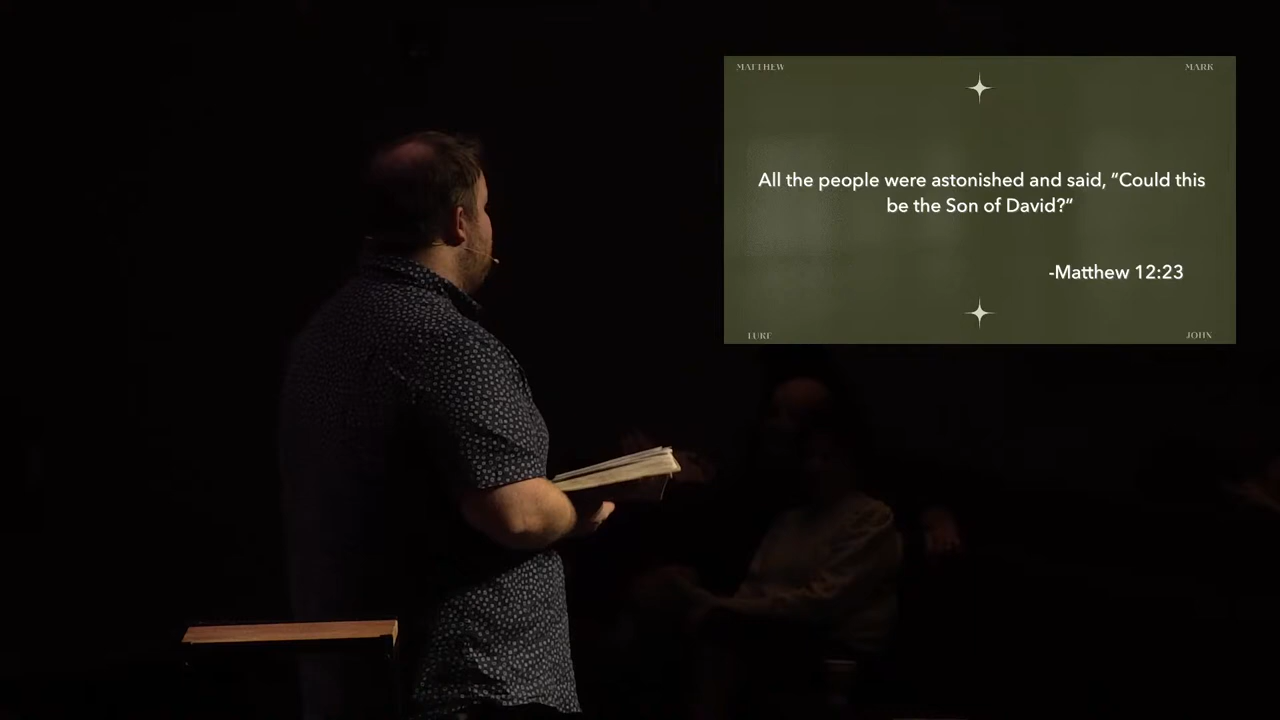 MATTHEW
MARK
All the people were astonished and said, “Could this
be the Son of David?“
-Matthew 12:23
LUKE
JOHN